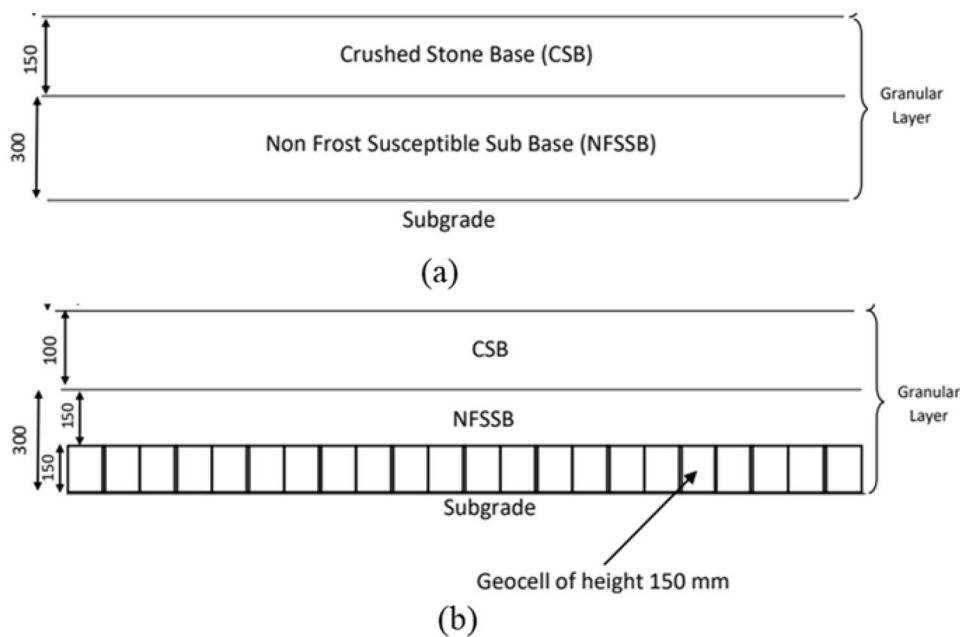 150
Crushed Stone Base (CSB)
Granular
Layer
300
Non Frost Susceptible Sub Base (NFSSB)
Subgrade
(a)
100
CSB
Granular
Layer
300
150
NFSSB
150
Subgrade
Geocell of height 150 mm
(b)